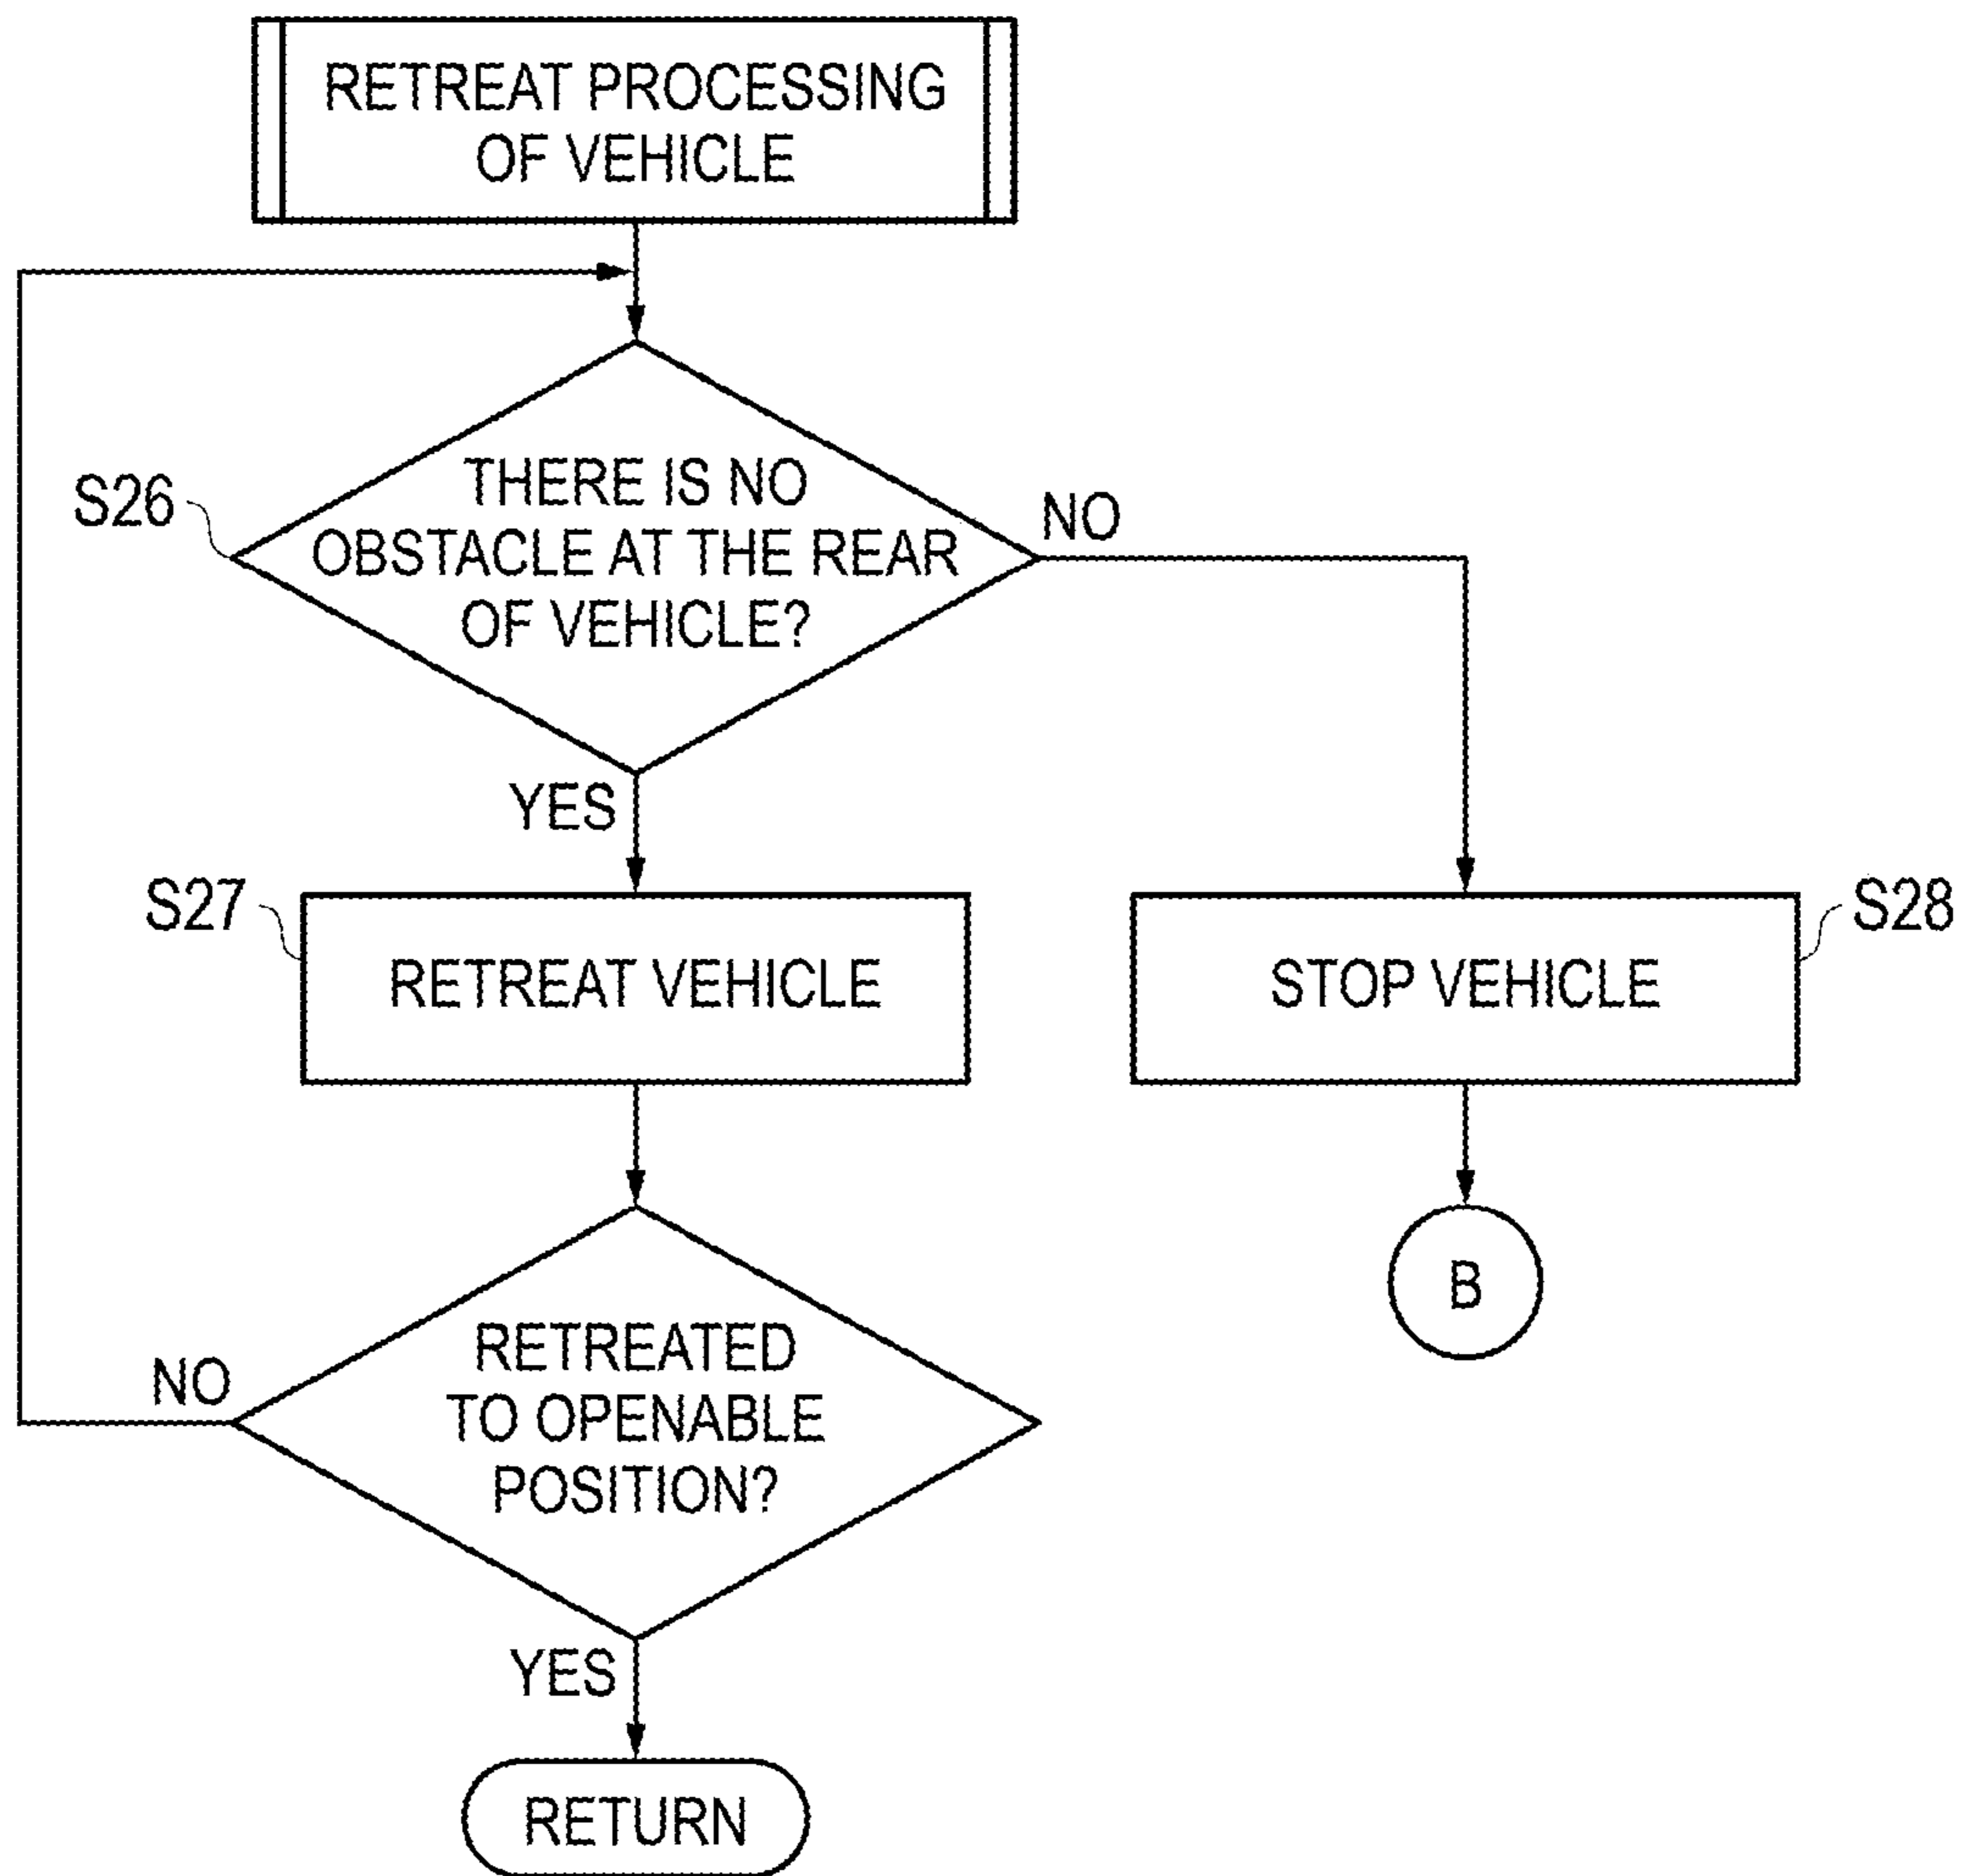 RETREAT PROCESSING
OF VEHICLE
S26
THERE IS NO
OBSTACLE AT THE REAR
OF VEHICLE?
NO
YES
S27
RETREAT VEHICLE
STOP VEHICLE
S28
B
RETREATED
TO OPENABLE
POSITION?
NO
YES
RETURN